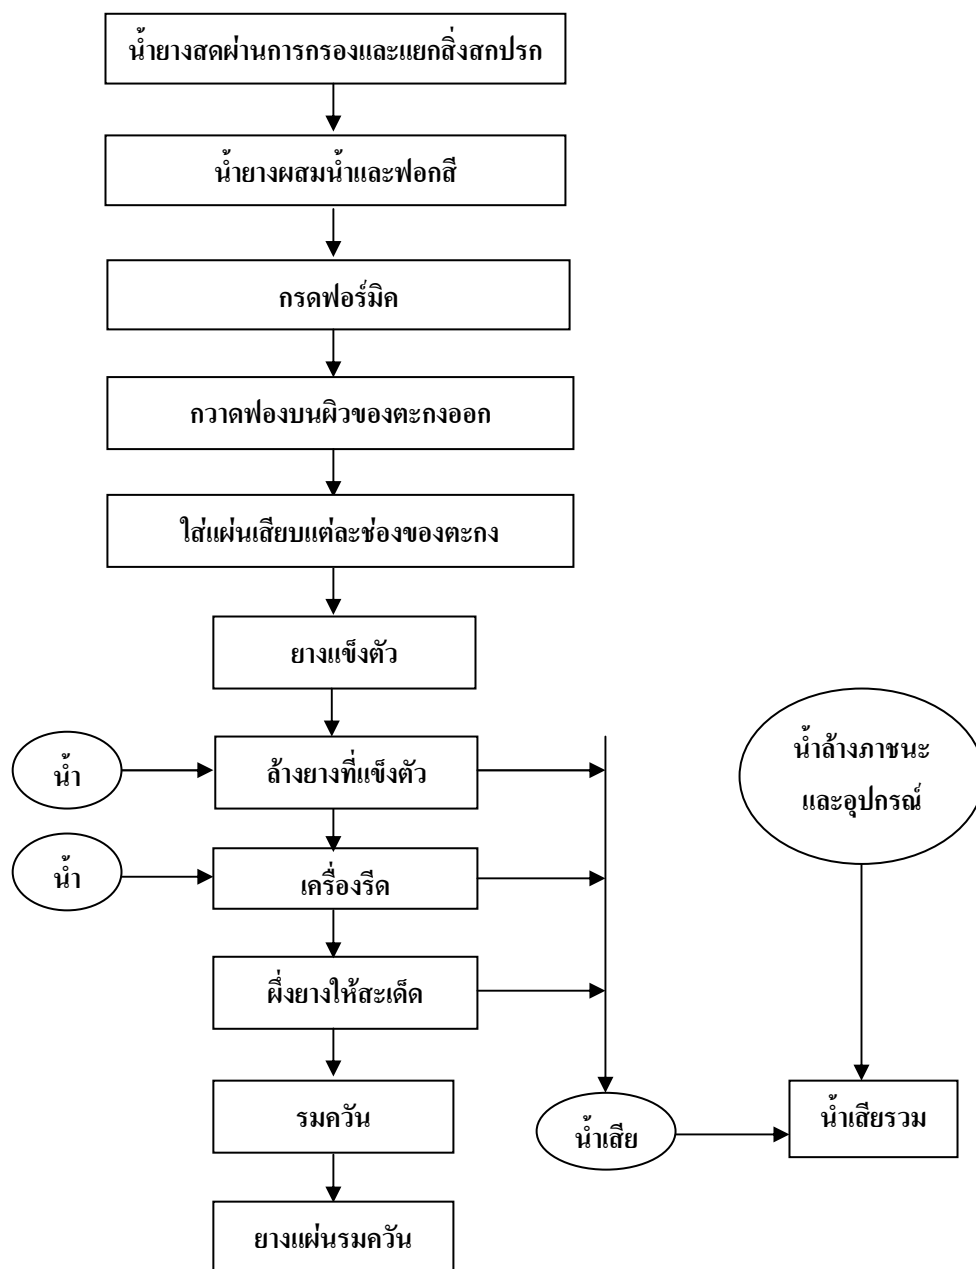 น้ำยางสดผ่านการกรองและแยกสิ่งสกปรก
น้ำยางผสมน้ำและฟอกสี
กรดฟอร์มิค
กวาดฟองบนผิวของตะกงออก
ใส่แผ่นเสียบแต่ละช่องของตะกง
ยางแข็งตัว
น้ำ
ล้างยางที่แข็งตัว
น้ำล้างภาชนะ
และอุปกรณ์
น้ำ
เครื่องรีด
ผึ่งยางให้สะเด็ด
รมควัน
น้ำเสีย
น้ำเสียรวม
ยางแผ่นรมควัน